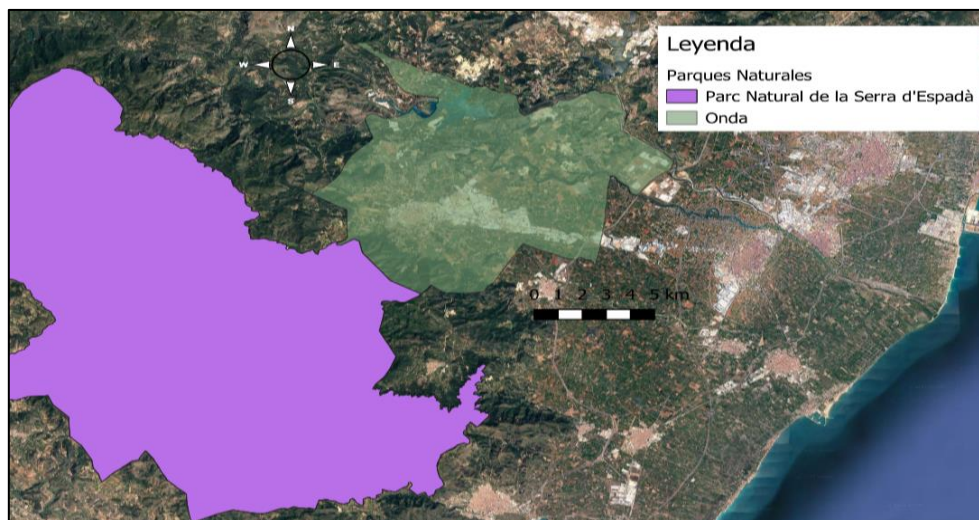 N
W E
S
Leyenda
Parques Naturales
Parc Natural de la Serra d'Espadà
Onda
0 1 2 3 4 5 km